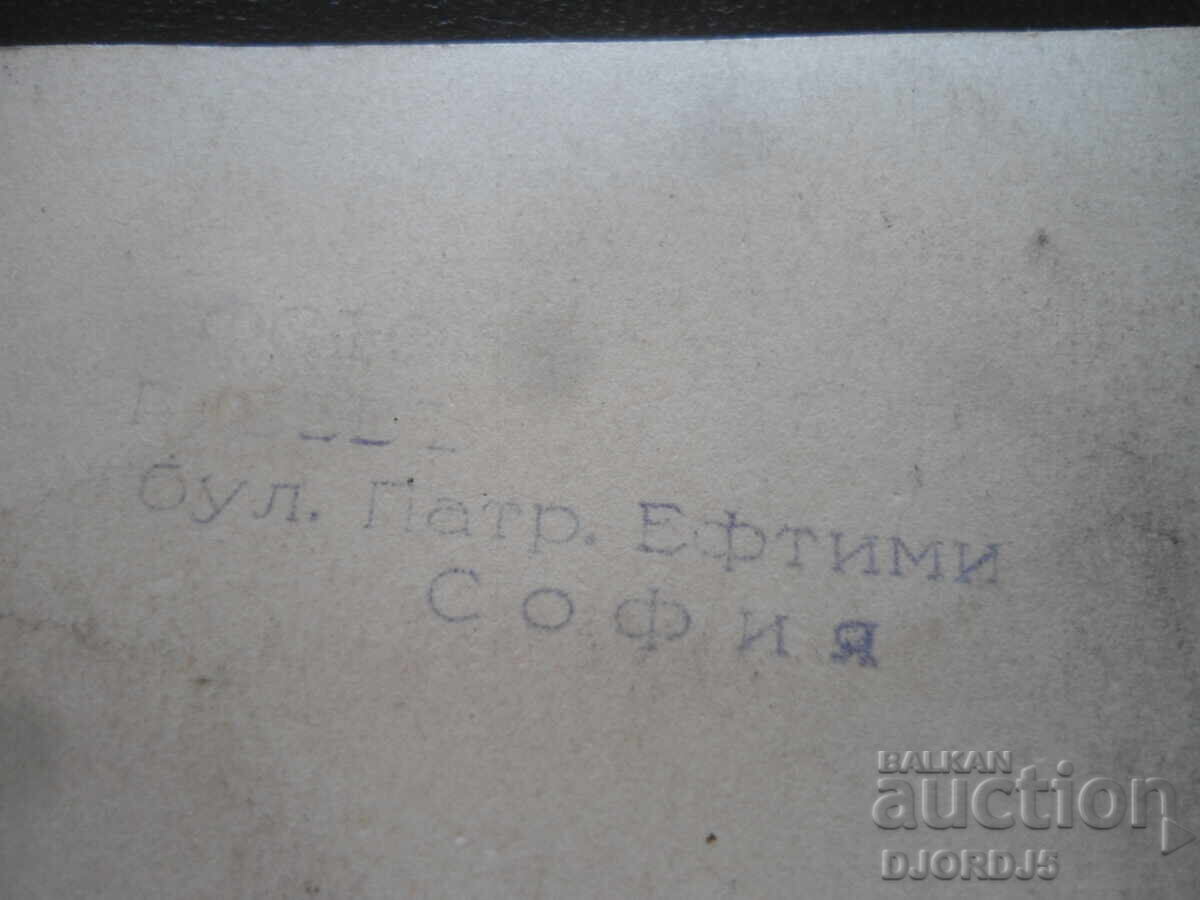 бул. Патр. Ефтими
София
BALKAN
auction
DJORDJ5